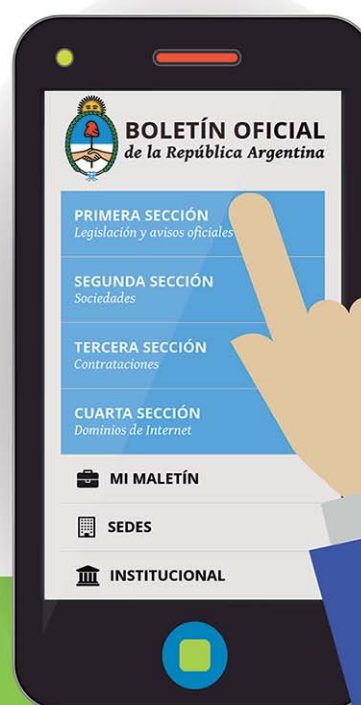 BOLETÍN OFICIAL
de la República Argentina
PRIMERA SECCIÓN
Legislación y avisos oficiales
SEGUNDA SECCIÓN
Sociedades
TERCERA SECCIÓN
Contrataciones
CUARTA SECCIÓN
Dominios de Internet
MI MALETÍN
SEDES
INSTITUCIONAL